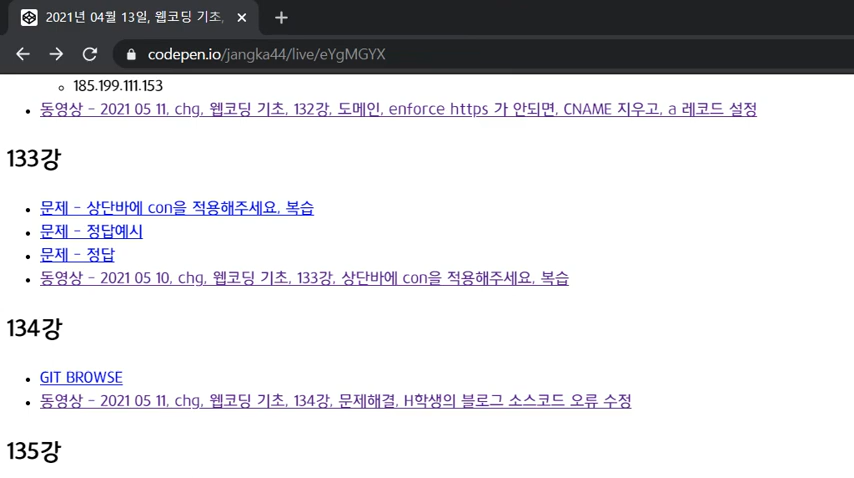 2021년 04월 13일, 웹코딩 기초,
codepen.io/jangka44/live/eYgMGYX
185.199.111.153
동영상 - 2021 05 11, chg, 웹코딩 기초, 132강, 도메인, enforce https 가 안되면, CNAME 지우고, a 레코드 설정
133강
문제 - 상단바에 con을 적용해주세요, 복습
문제 - 정답예시
문제 - 정답
동영상 - 2021 05 10, chg, 웹코딩 기초, 133강, 상단바에 con을 적용해주세요, 복습
134강
GIT BROWSE
동영상 - 2021 05 11, chg, 웹코딩 기초, 134강, 문제해결, H학생의 블로그 소스코드 오류 수정
135강